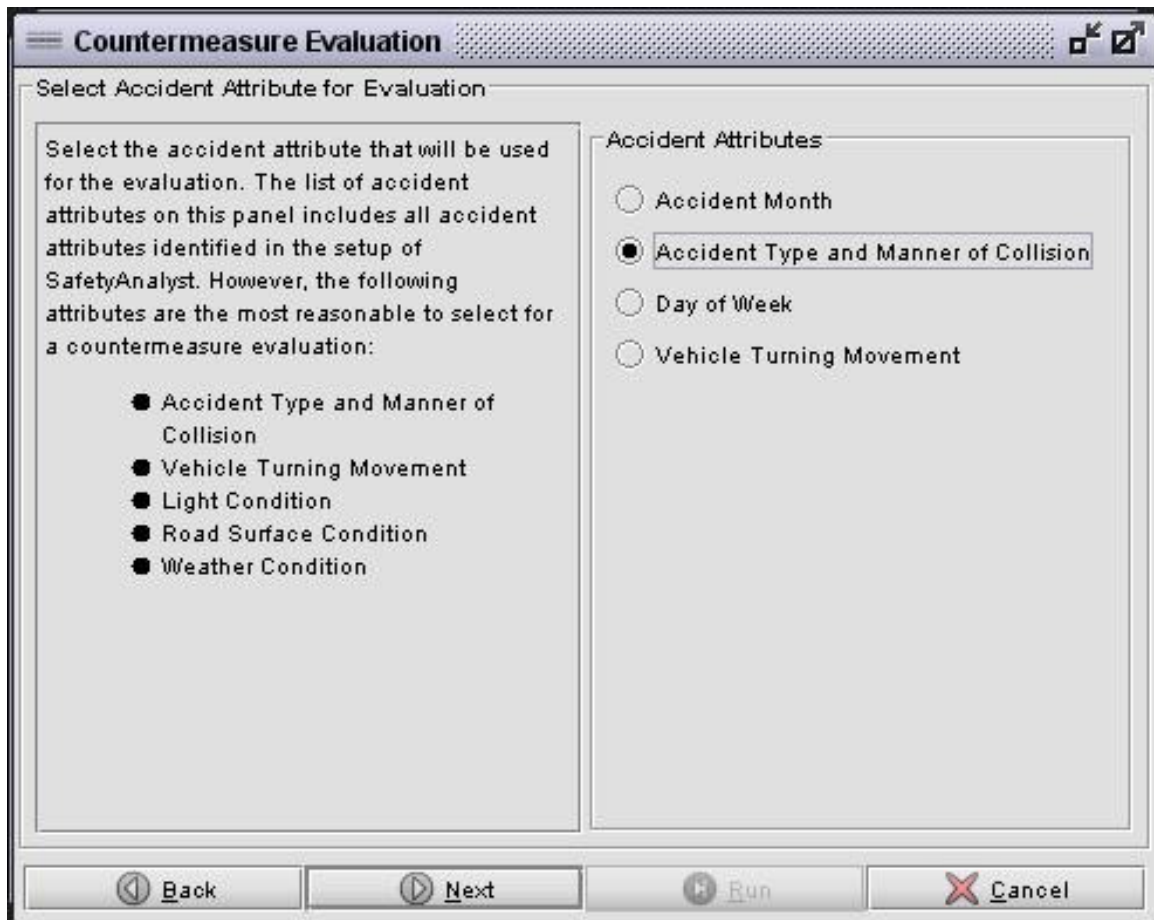 Countermeasure Evaluation
Select Accident Attribute for Evaluation
Select the accident attribute that will be used
for the evaluation. The list of accident
attributes on this panel includes all accident
attributes identified in the setup of
SafetyAnalyst. However, the following
attributes are the most reasonable to select for
a countermeasure evaluation:
Accident Type and Manner of
Collision
Vehicle Turning Movement
Light Condition
Road Surface Condition
Weather Condition
Accident Attributes
Accident Month
Accident Type and Manner of Collision
Day of Week
Vehicle Turning Movement
Back
Next
Run
Cancel